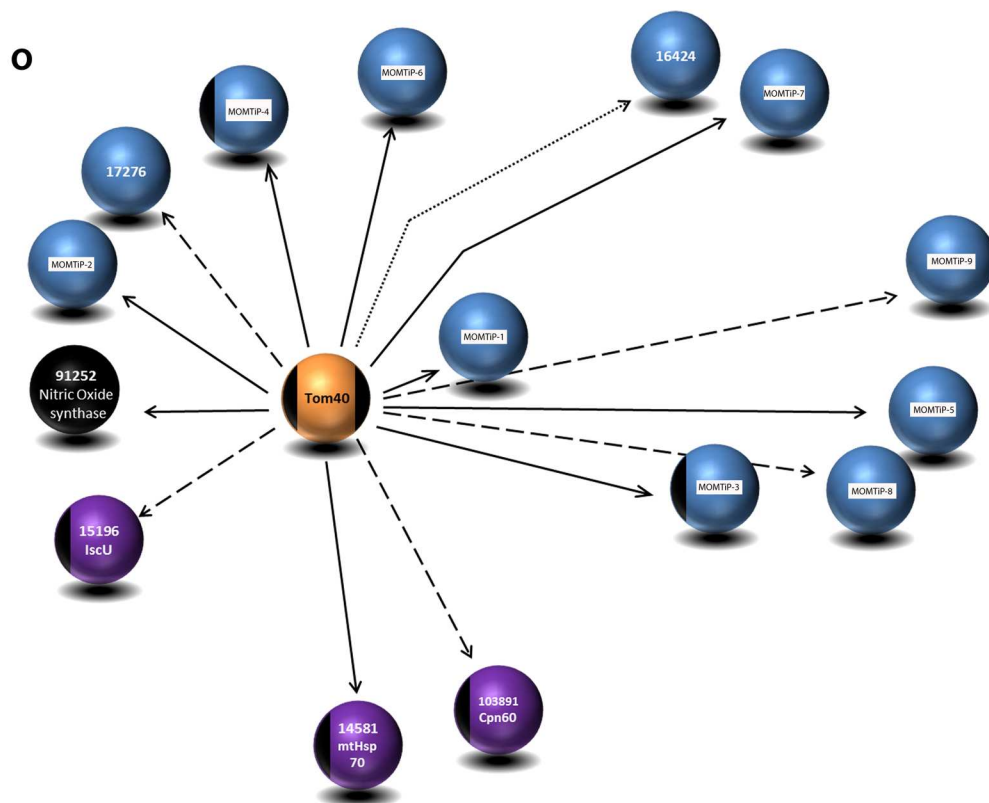 O
16424
MOMTiP-6
MOMTiP-7
MOMTiP-4
17276
MOMTiP-2
MOMTiP-9
MOMTiP-1
91252
Nitric Oxide
synthase
Tom40
MOMTiP-5
MOMTiP-3
MOMTiP-8
15196
IscU
103891
Cpn60
14581
mtHsp
70